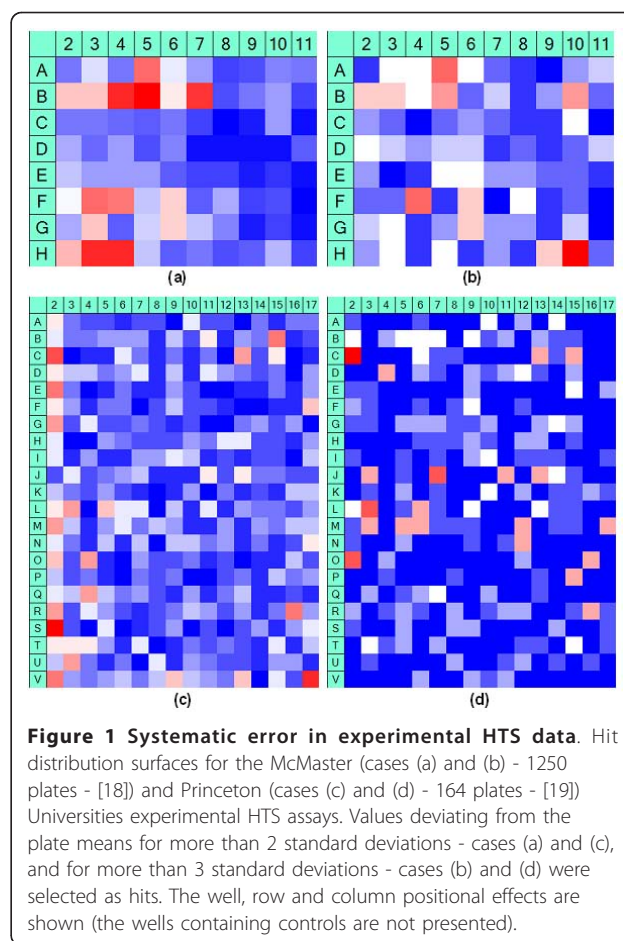 2 3 4 5 6 7 8 9 10 11
A
B
C
D
E
F
G
H
(a)
2 3 4 5 6 7 8 9 10 11
A
B
C
D
E
F
G
H
(b)
2 3 4 5 6 7 8 9 10 11 12 13 14 15 16 17
A
B
C
D
E
F
G
H
I
J
K
L
M
N
O
P
Q
R
S
T
U
V
(c)
2 3 4 5 6 7 8 9 10 11 12 13 14 15 16 17
A
B
C
D
E
F
G
H
I
J
K
L
M
N
O
P
Q
R
S
T
U
V
(d)
Figure 1 Systematic error in experimental HTS data. Hit
distribution surfaces for the McMaster (cases (a) and (b) - 1250
plates - [18]) and Princeton (cases (c) and (d) - 164 plates - [19])
Universities experimental HTS assays. Values deviating from the
plate means for more than 2 standard deviations - cases (a) and (c),
and for more than 3 standard deviations - cases (b) and (d) were
selected as hits. The well, row and column positional effects are
shown (the wells containing controls are not presented).